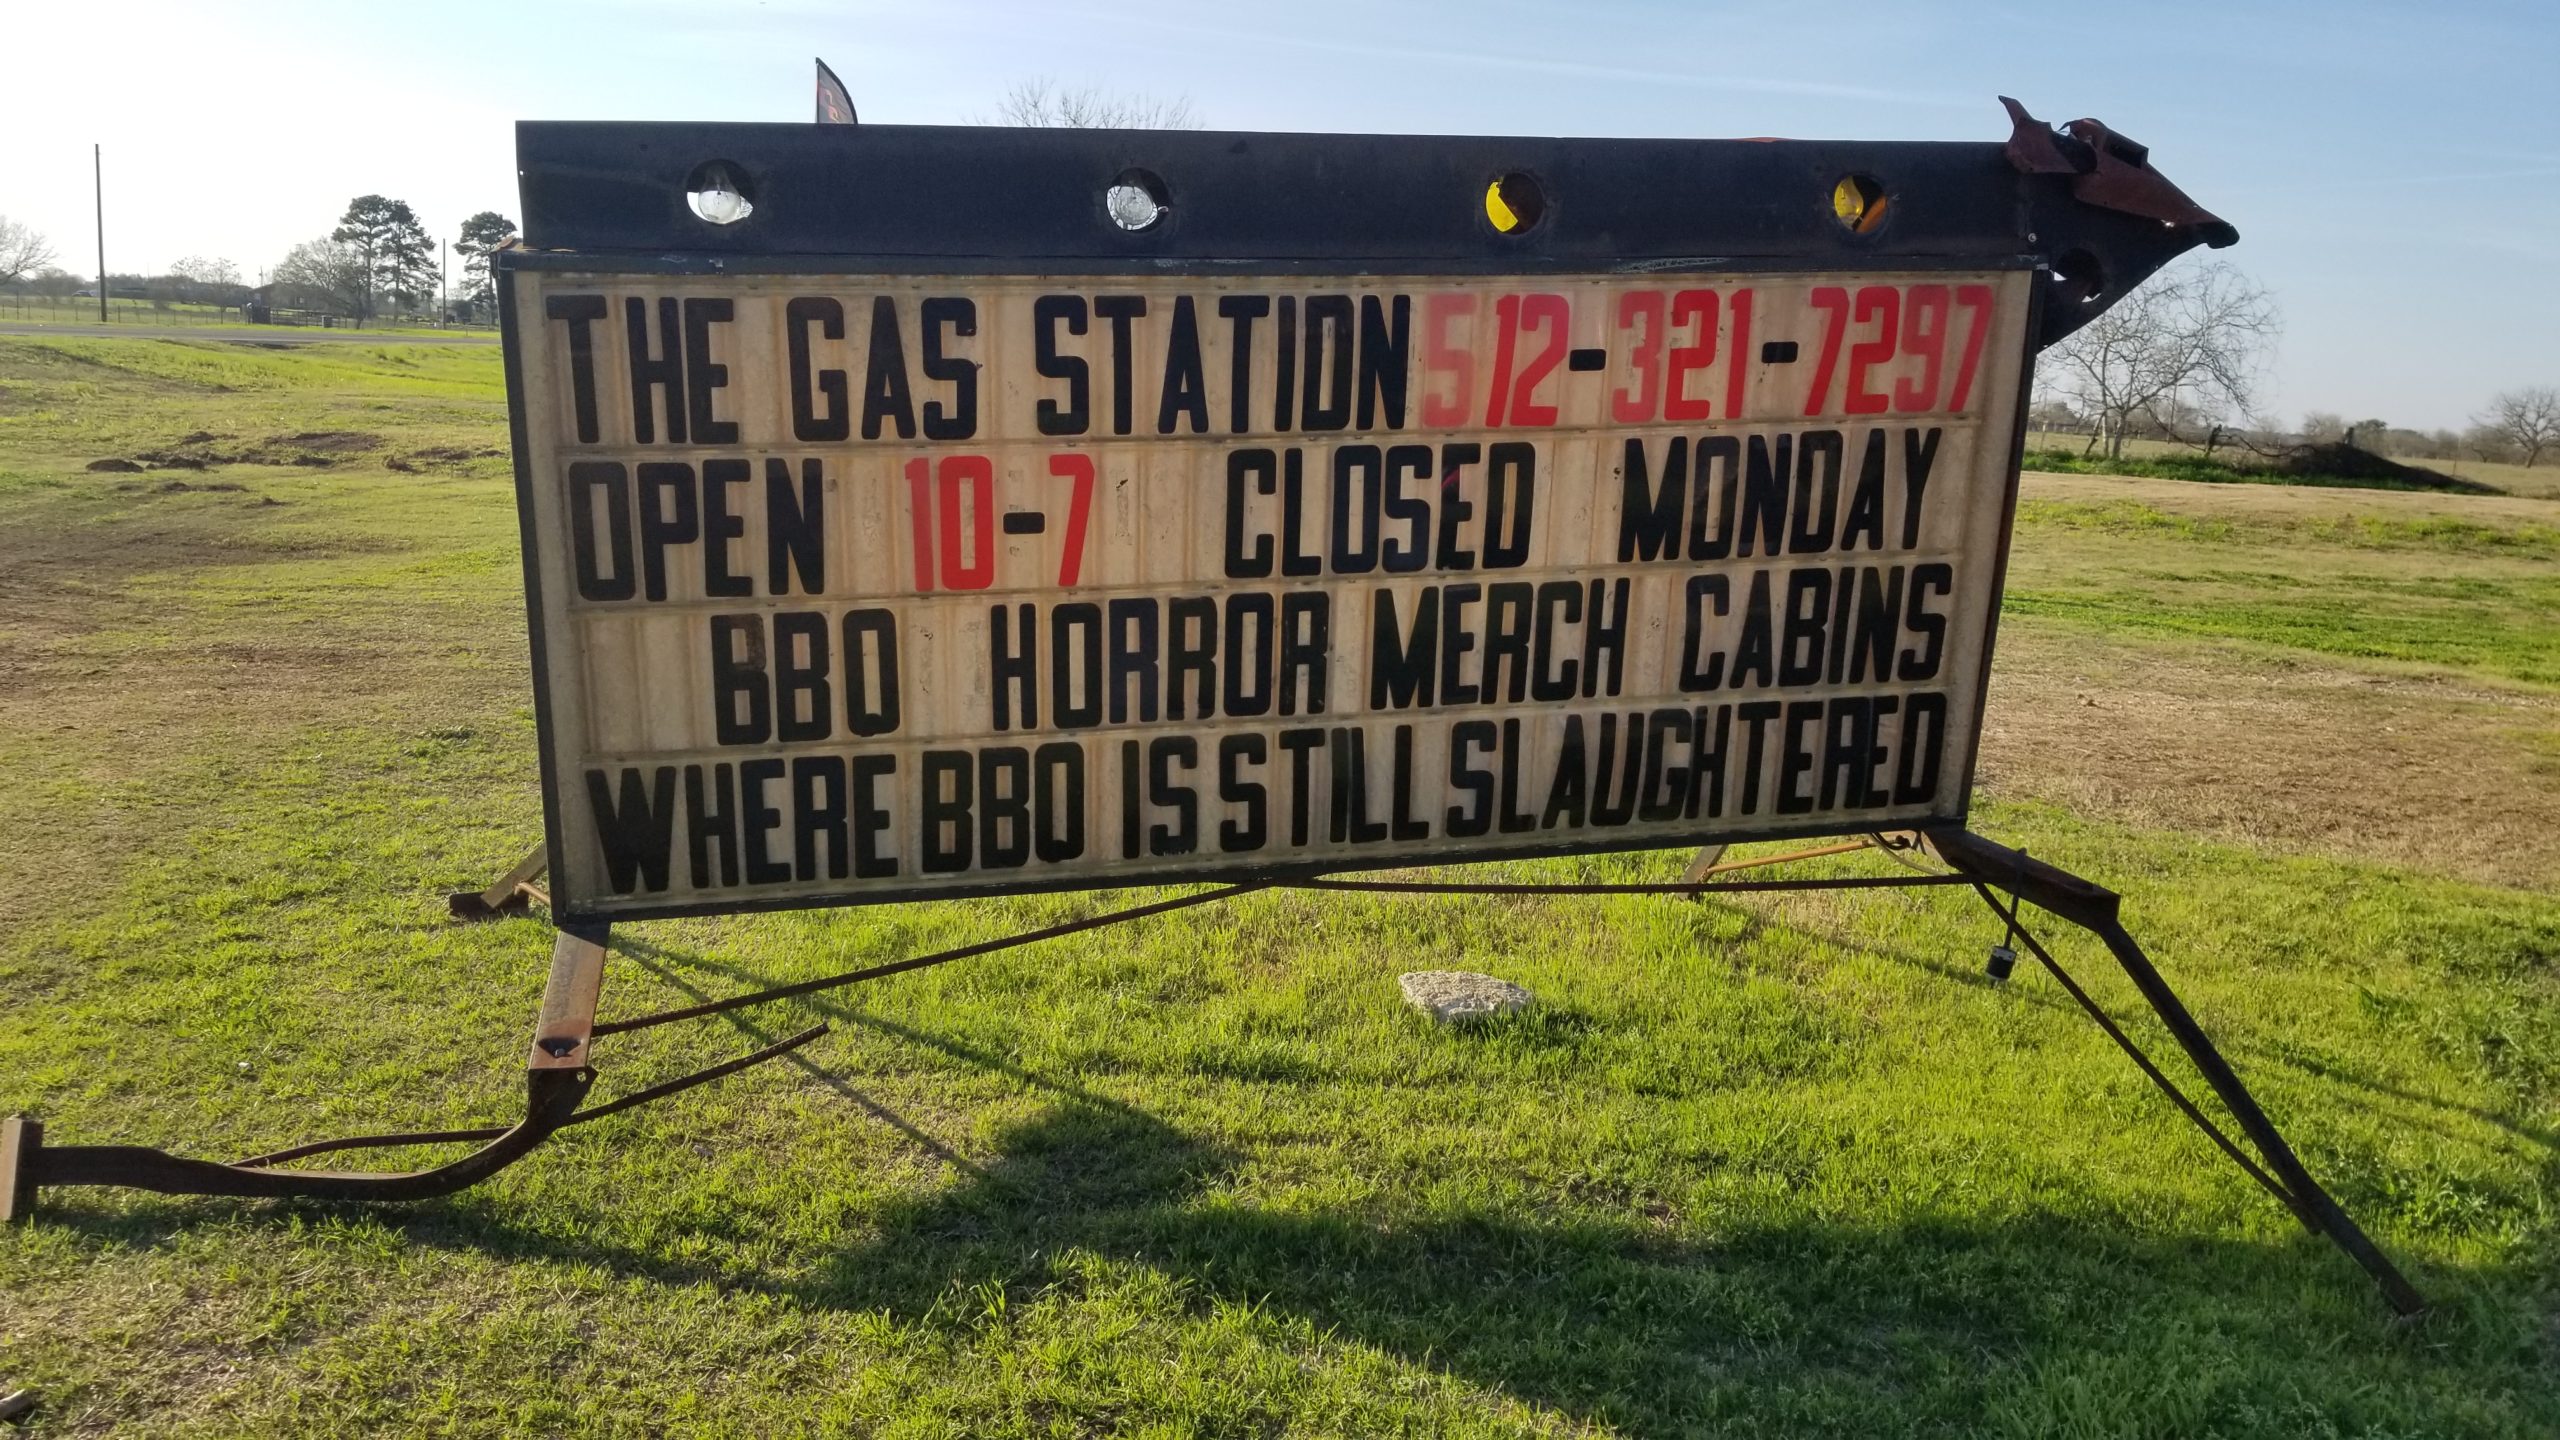 THE GAS STATION 512-321-7297
OPEN 10-7 CLOSED MONDAY
BBQ HORROR MERCH CABINS
WHERE BBQ IS STILL SLAUGHTERED